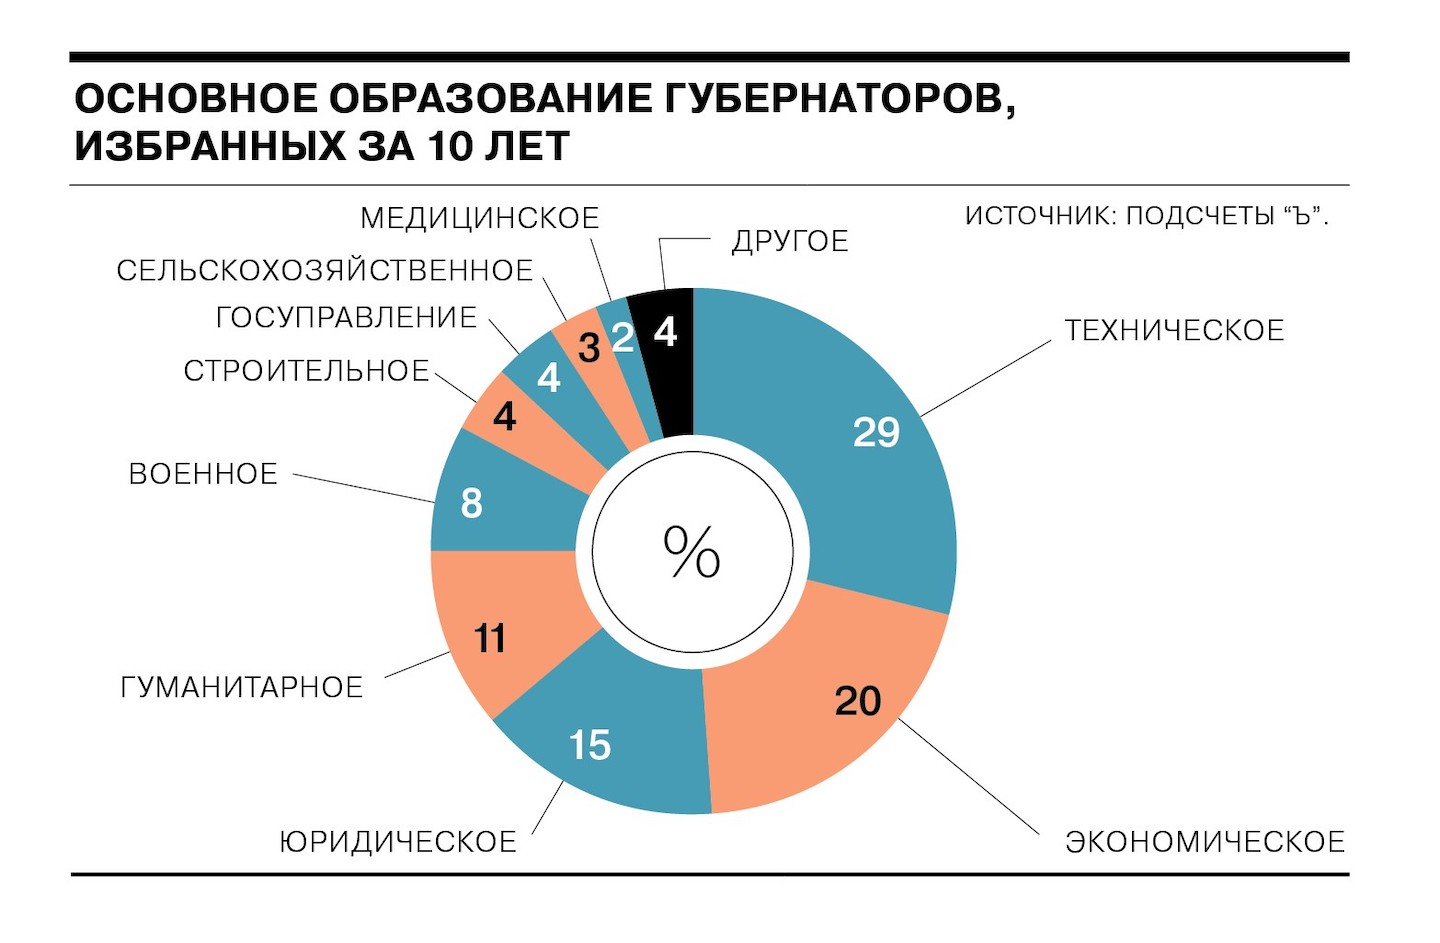 ОСНОВНОЕ ОБРАЗОВАНИЕ ГУБЕРНАТОРОВ,
ИЗБРАННЫХ ЗА 10 ЛЕТ
ИСТОЧНИК: ПОДСЧЕТЫ “Ъ”.
МЕДИЦИНСКОЕ
ДРУГОЕ
СЕЛЬСКОХОЗЯЙСТВЕННОЕ
ГОСУПРАВЛЕНИЕ
ТЕХНИЧЕСКОЕ
СТРОИТЕЛЬНОЕ
ВОЕННОЕ
ГУМАНИТАРНОЕ
ЮРИДИЧЕСКОЕ
ЭКОНОМИЧЕСКОЕ
4
2
3
4
4
29
8
%
11
20
15